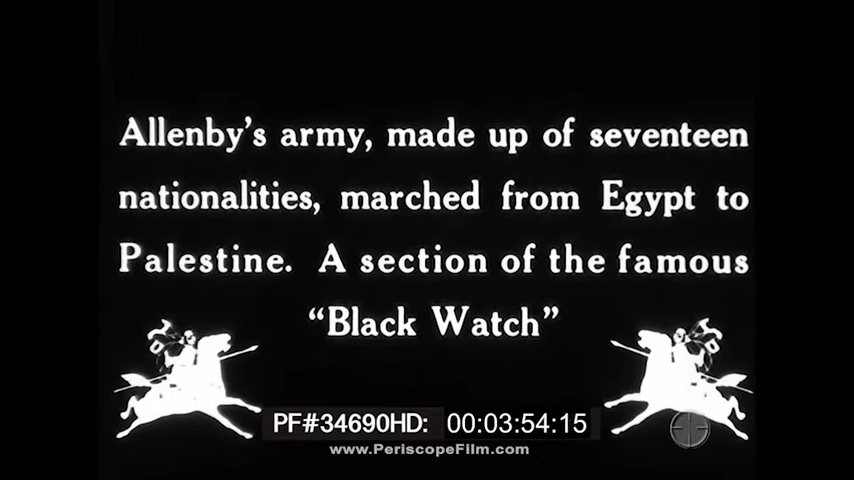 Allenby's army, made up of seventeen
nationalities, marched from Egypt to
Palestine. A section of the famous
“Black Watch”
PF#34690HD: 00:03:54:15
www.PeriscopeFilm.com